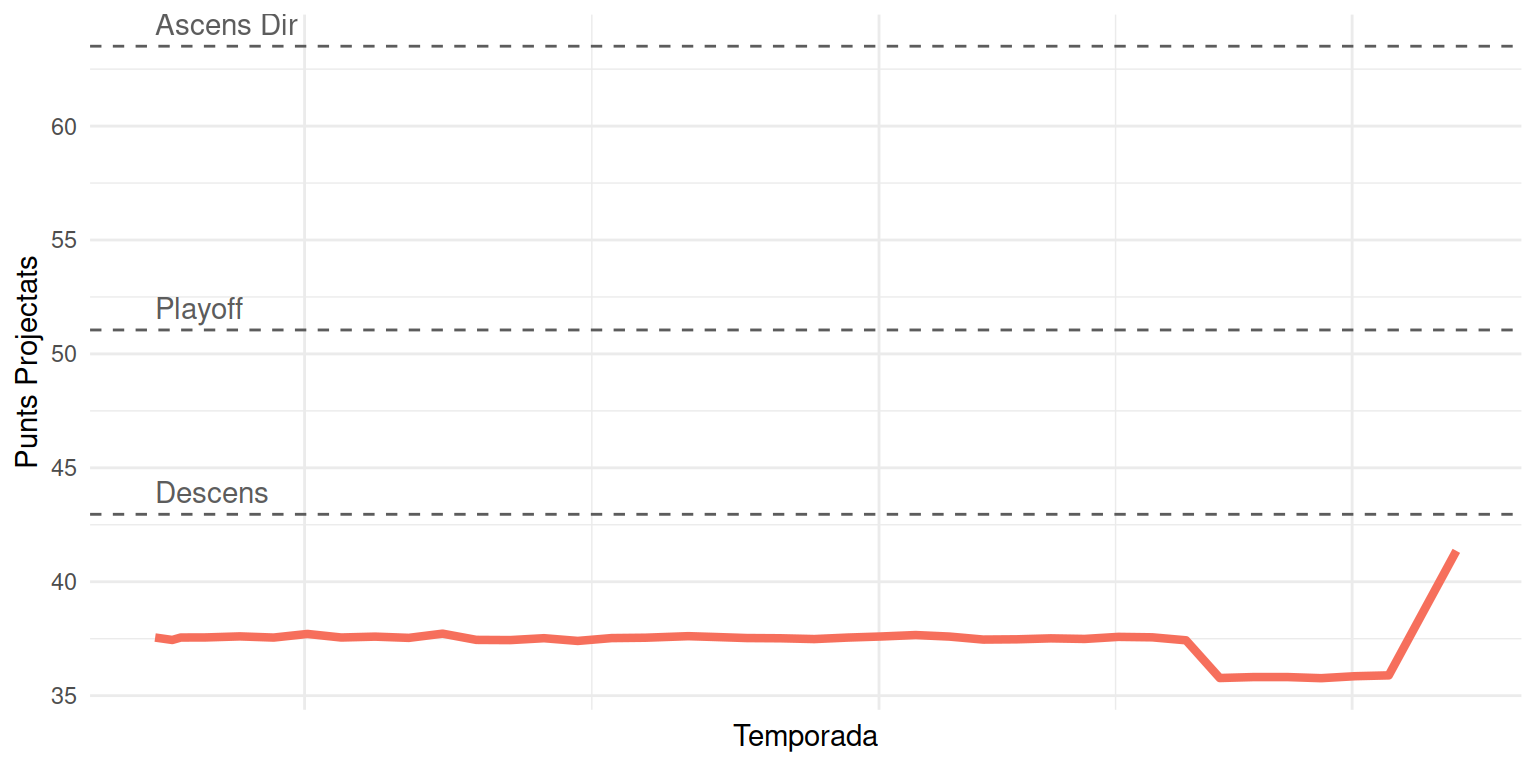 Ascens Dir
60
55
Playoff
50
45
Descens
40
35
Punts Projectats
Temporada